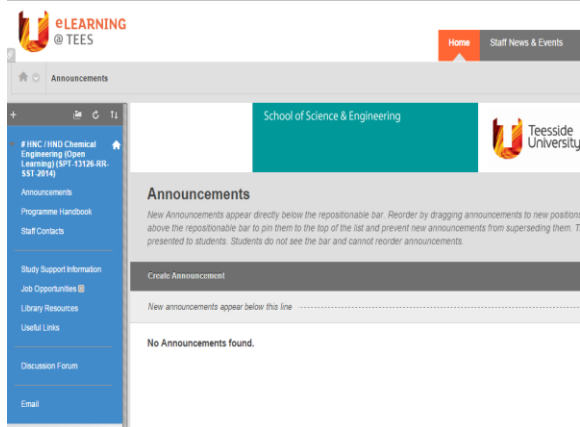 eLEARNING
@ TEES
Home
Staff News & Events
Announcements
# HNC / HND Chemical
Engineering (Open
Learning) (SPT-13126-RR-
SST-2014)
Announcements
Programme Handbook
Staff Contacts
Study Support Information
Job Opportunities
Library Resources
Useful Links
Discussion Forum
Email
School of Science & Engineering
Teesside
University
Announcements
New Announcements appear directly below the repositionable bar. Reorder by dragging announcements to new position
above the repositionable bar to pin them to the top of the list and prevent new announcements from superseding them. T
presented to students. Students do not see the bar and cannot reorder announcements.
Create Announcement
New announcements appear below this line
No Announcements found.